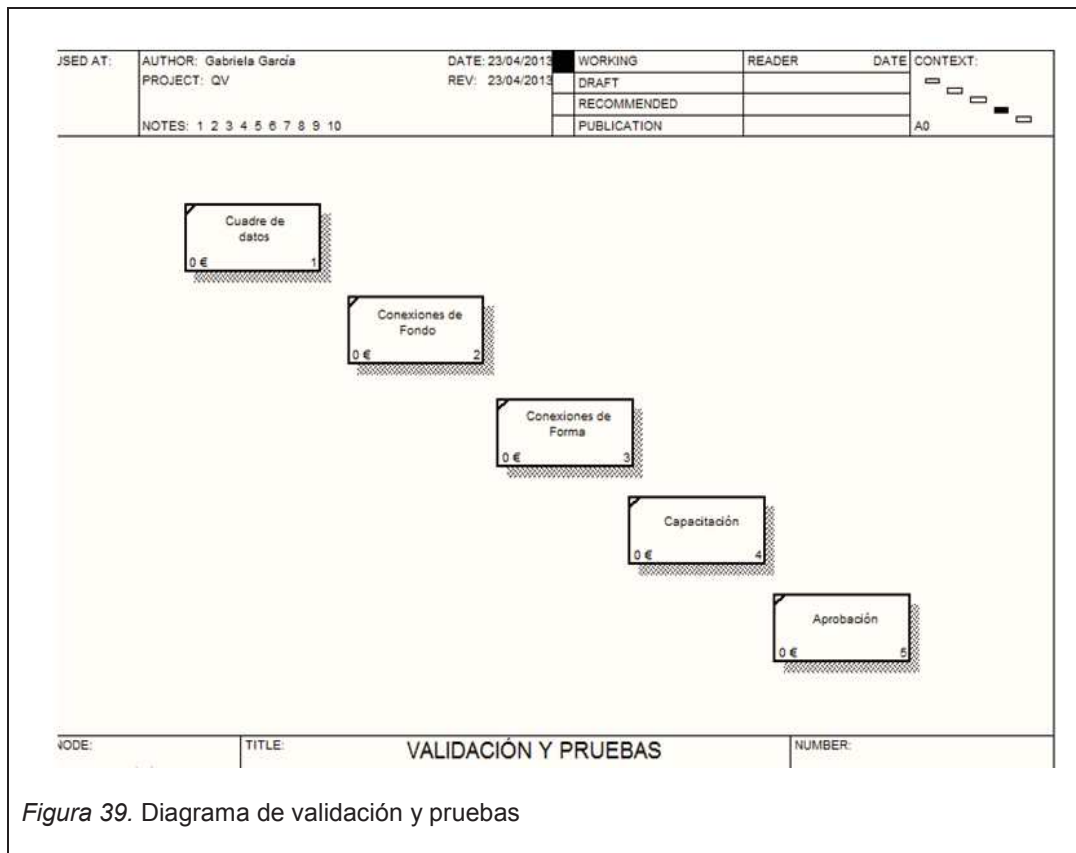 USED AT:
AUTHOR: Gabriela García
DATE: 23/04/2013
WORKING
READER
DATE
CONTEXT:
PROJECT: QV
REV: 23/04/2013
DRAFT
RECOMMENDED
NOTES: 1 2 3 4 5 6 7 8 9 10
PUBLICATION
A0
Cuadre de
datos
0 € 1
Conexiones de
Fondo
0 € 2
Conexiones de
Forma
0 € 3
Capacitación
0 € 4
Aprobación
0 € 5
NODE:
TITLE:
VALIDACIÓN Y PRUEBAS
NUMBER:
Figura 39. Diagrama de validación y pruebas